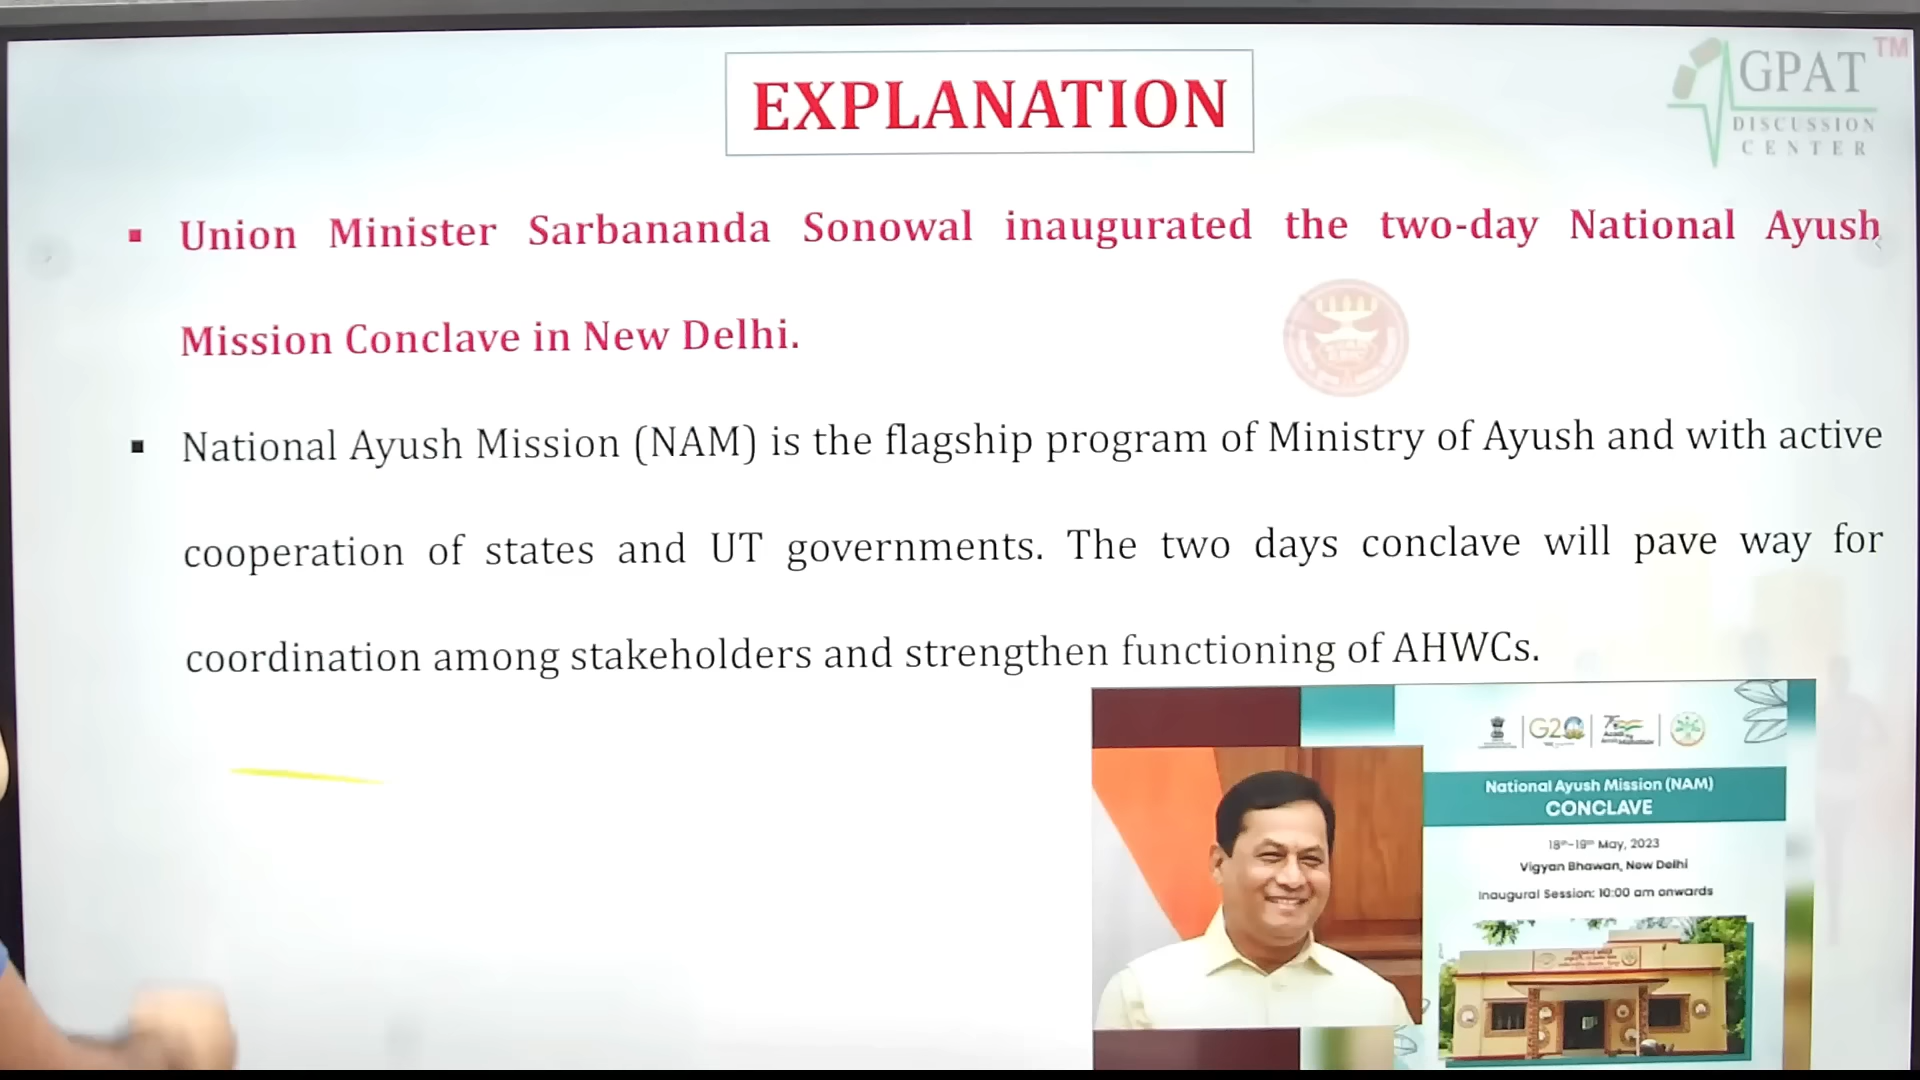 EXPLANATION
GPAT TM
DISCUSSION
CENTER
▪ Union Minister Sarbananda Sonowal inaugurated the two-day National Ayush
Mission Conclave in New Delhi.
▪ National Ayush Mission (NAM) is the flagship program of Ministry of Ayush and with active
cooperation of states and UT governments. The two days conclave will pave way for
coordination among stakeholders and strengthen functioning of AHWCs.
G20
National Ayush Mission (NAM)
CONCLAVE
18th-19th May, 2023
Vigyan Bhawan, New Delhi
Inaugural Session: 10:00 am onwards